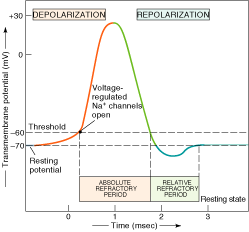 DEPOLARIZATION
REPOLARIZATION
+30
0
Transmembrane potential (mV)
Voltage-
regulated
Na+ channels
open
Threshold
−60
−70
Resting
potential
ABSOLUTE
REFRACTORY
PERIOD
RELATIVE
REFRACTORY
PERIOD
Resting state
0
1
2
3
Time (msec)